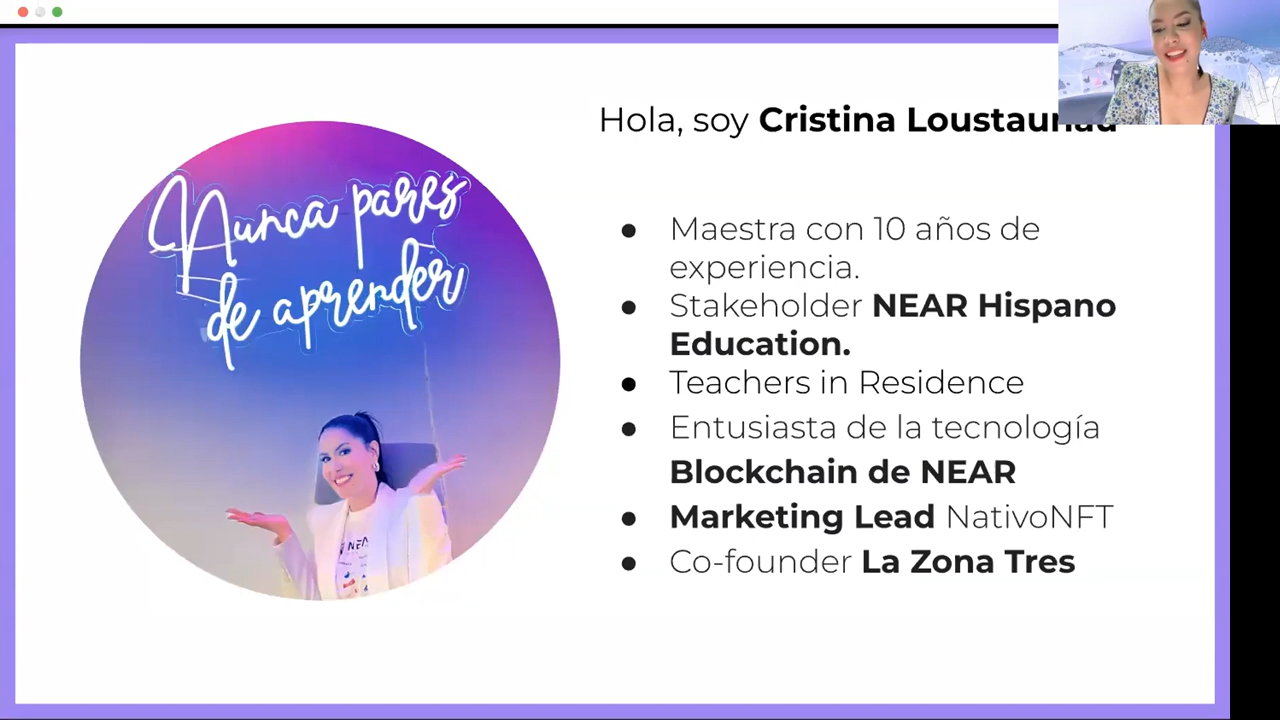 Hola, soy Cristina Loustaunau
Nunca pares
de aprender
● Maestra con 10 años de
experiencia.
● Stakeholder NEAR Hispano
Education.
● Teachers in Residence
● Entusiasta de la tecnología
Blockchain de NEAR
● Marketing Lead NativoNFT
● Co-founder La Zona Tres